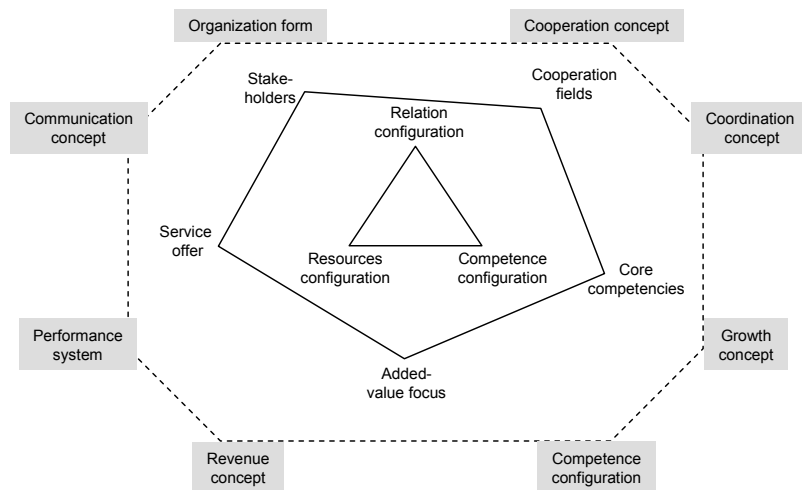 Organization form
Cooperation concept
Stake-
holders
Cooperation
fields
Communication
concept
Relation
configuration
Coordination
concept
Service
offer
Resources
configuration
Competence
configuration
Core
competencies
Performance
system
Growth
concept
Added-
value focus
Revenue
concept
Competence
configuration